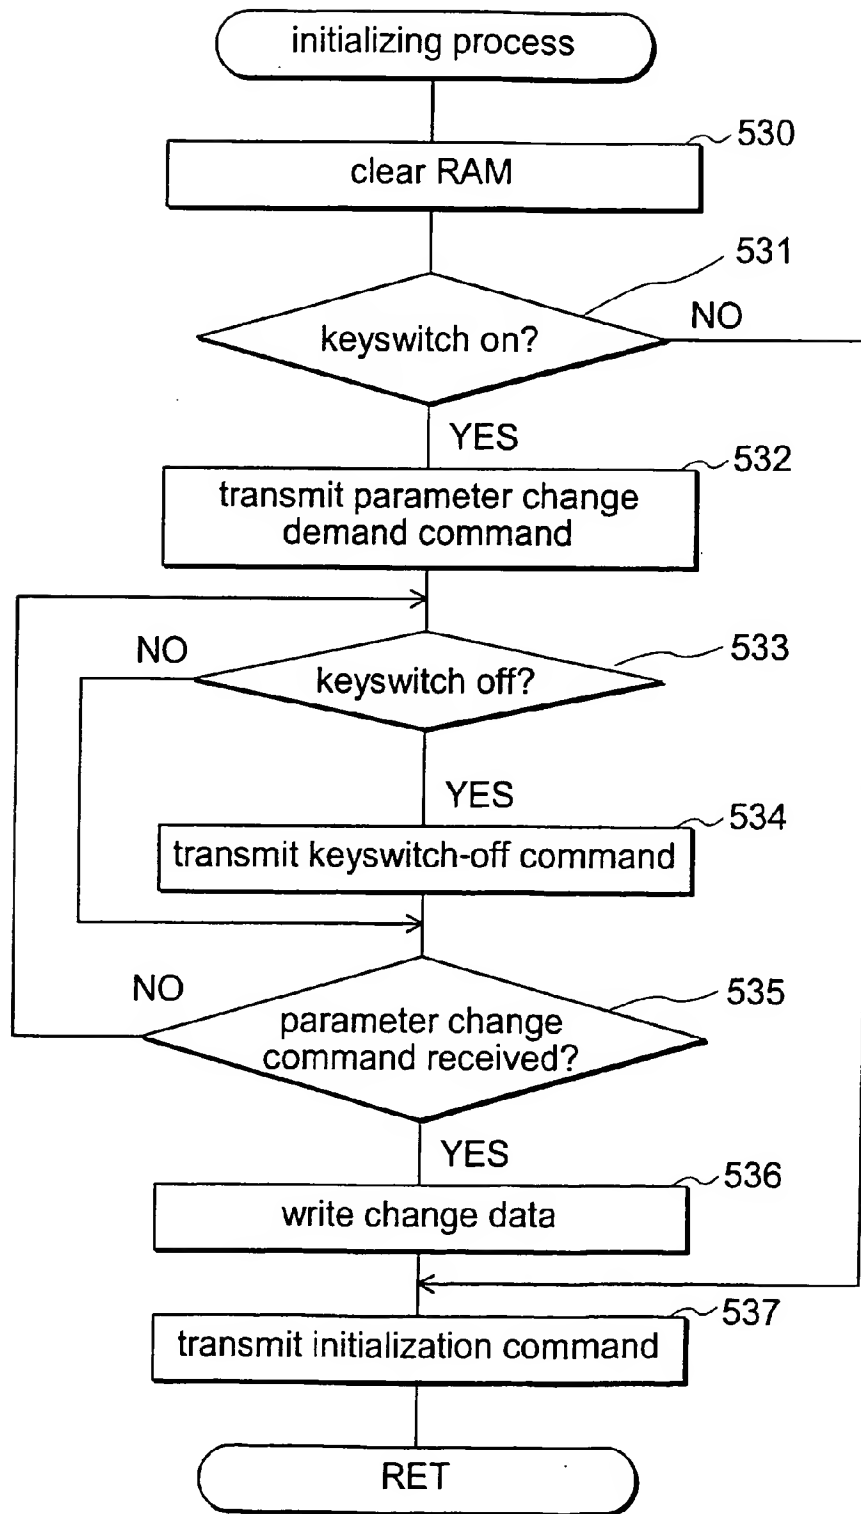 initializing process
530
clear RAM
531
keyswitch on?
NO
YES
532
transmit parameter change
demand command
NO
533
keyswitch off?
YES
534
transmit keyswitch-off command
NO
535
parameter change
command received?
YES
536
write change data
537
transmit initialization command
RET